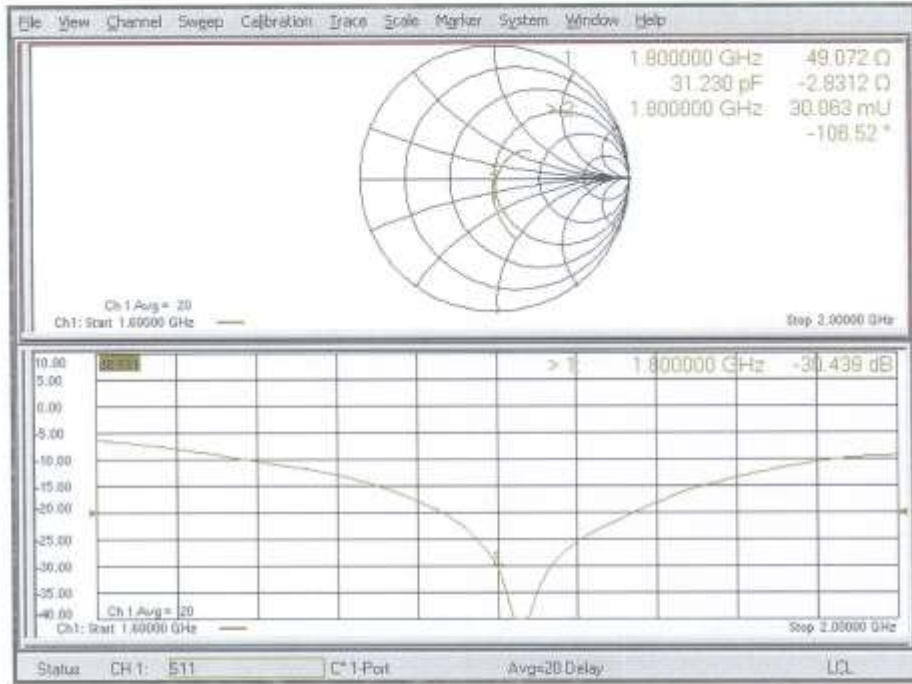 File View Channel Sweep Calibration Trace Scale Marker System Window Help
1 1.800000 GHz 49.072 Ω
31.230 pF -2.8312 Ω
> 2 1.800000 GHz 30.063 mU
-106.52 °
Ch 1 Avg = 20
Ch1: Start 1.60000 GHz Stop 2.00000 GHz
10.00 > 1: 1.800000 GHz -30.439 dB
5.00
0.00
-5.00
-10.00
-15.00
-20.00
-25.00
-30.00
-35.00
-40.00
Ch 1 Avg = 20
Ch1: Start 1.60000 GHz Stop 2.00000 GHz
Status CH 1: S11 C* 1-Port Avg=20 Delay LCL